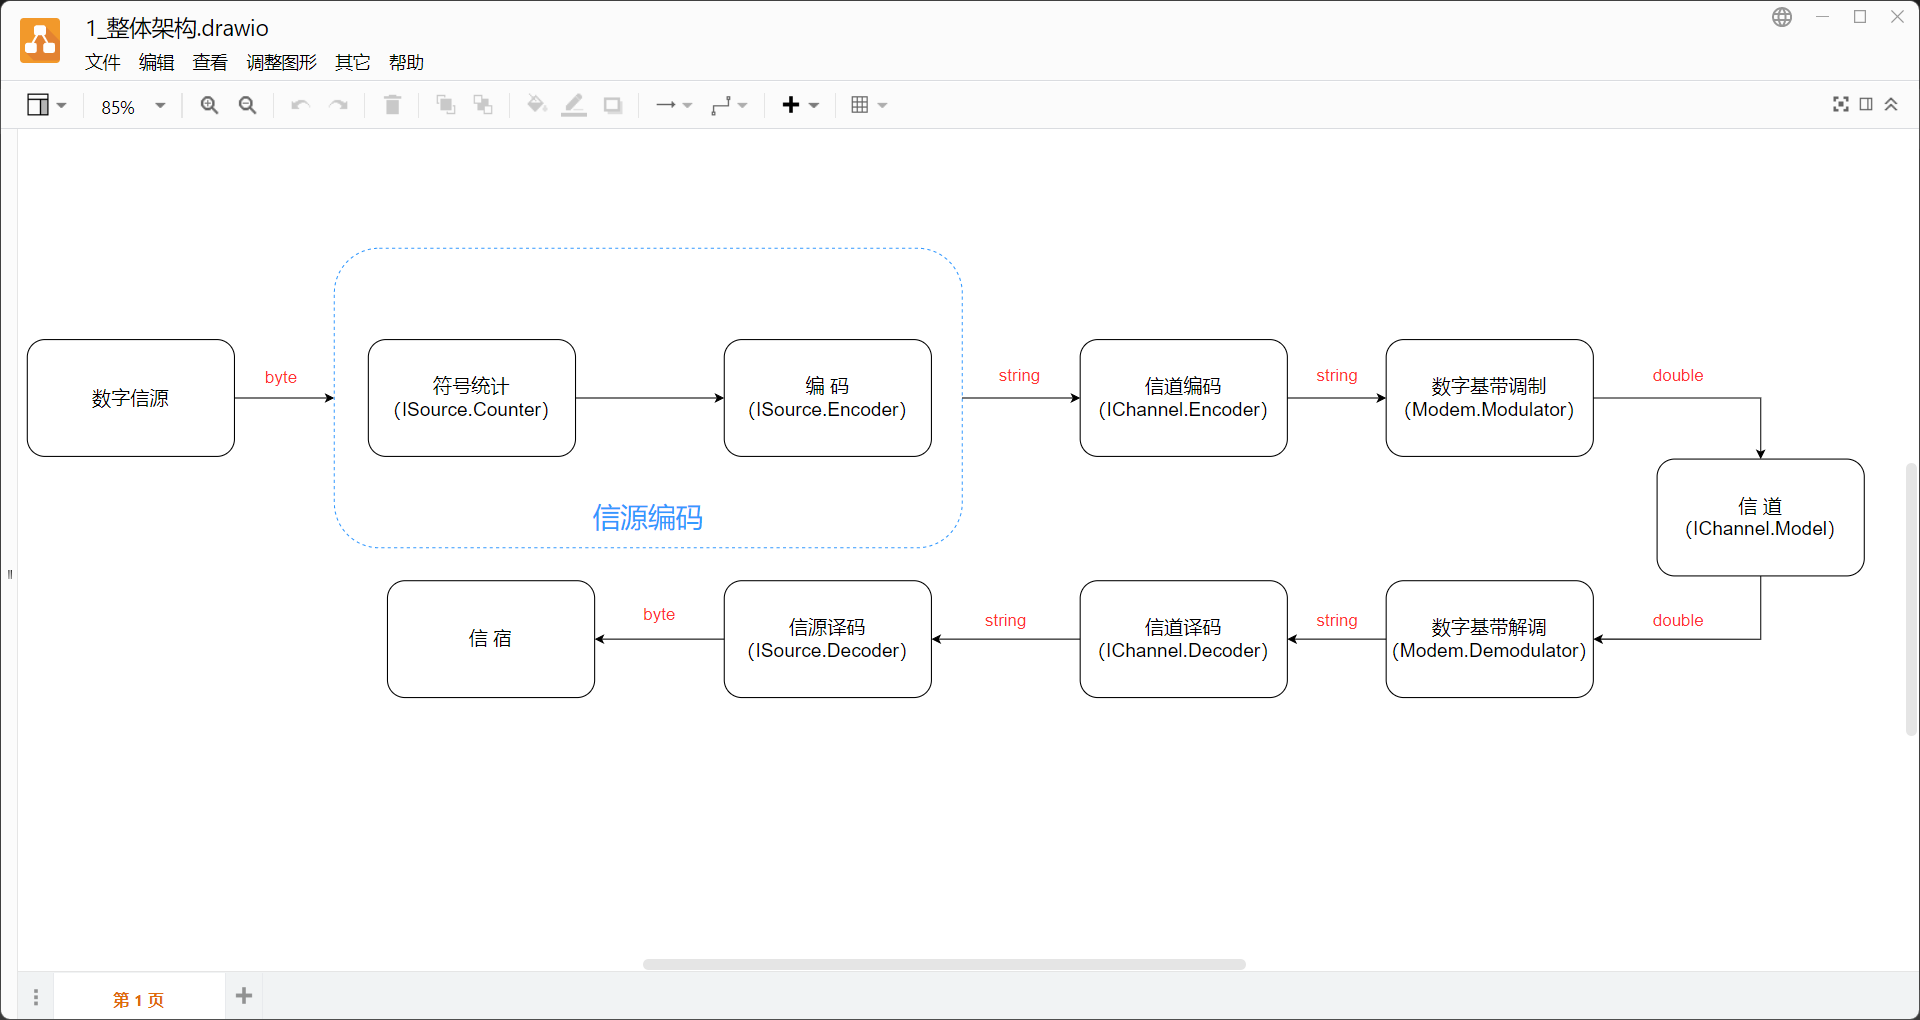 1_整体架构.drawio
文件 编辑 查看 调整图形 其它 帮助
85%
数字信源
byte
符号统计
(ISource.Counter)
编 码
(ISource.Encoder)
信源编码
string
信道编码
(IChannel.Encoder)
string
数字基带调制
(Modem.Modulator)
double
信 道
(IChannel.Model)
double
数字基带解调
(Modem.Demodulator)
string
信道译码
(IChannel.Decoder)
string
信源译码
(ISource.Decoder)
byte
信 宿
第 1 页